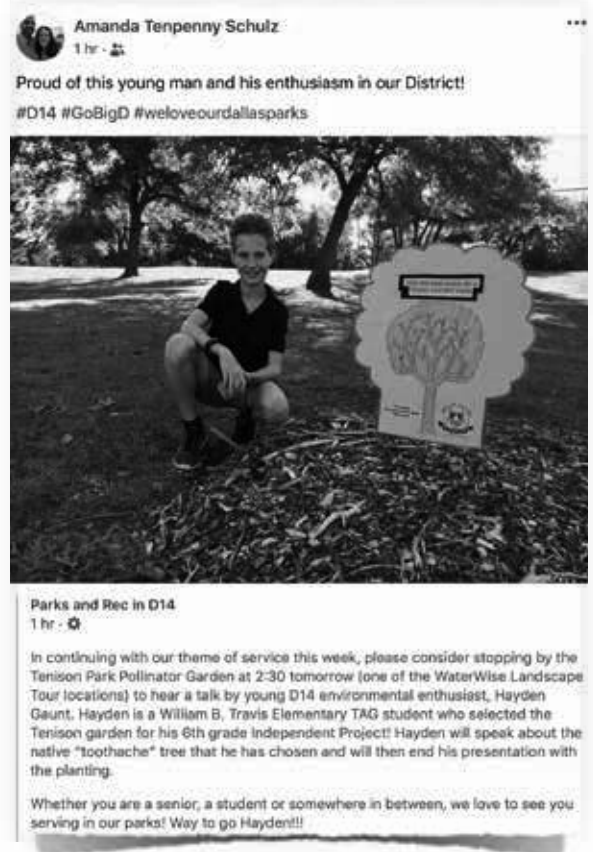 Amanda Tenpenny Schulz
1 hr ·
Proud of this young man and his enthusiasm in our District!
#D14 #GoBigD #weloveourdallasparks
Parks and Rec in D14
1 hr ·
In continuing with our theme of service this week, please consider stopping by the
Tenison Park Pollinator Garden at 2:30 tomorrow (one of the WaterWise Landscape
Tour locations) to hear a talk by young D14 environmental enthusiast, Hayden
Gaunt. Hayden is a William B. Travis Elementary TAG student who selected the
Tenison garden for his 6th grade Independent Project! Hayden will speak about the
native "toothache" tree that he has chosen and will then end his presentation with
the planting.
Whether you are a senior, a student or somewhere in between, we love to see you
serving in our parks! Way to go Hayden!!!